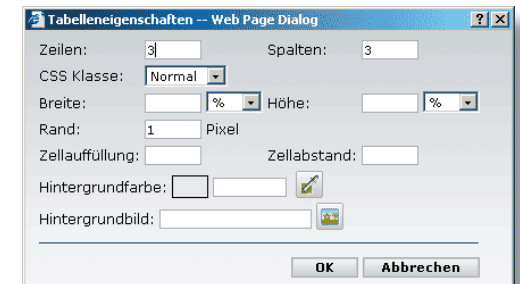 Tabelleneigenschaften -- Web Page Dialog
Zeilen: 3 Spalten: 3
CSS Klasse: Normal
Breite: % Höhe: %
Rand: 1 Pixel
Zellauffüllung: Zellabstand:
Hintergrundfarbe:
Hintergrundbild:
OK Abbrechen